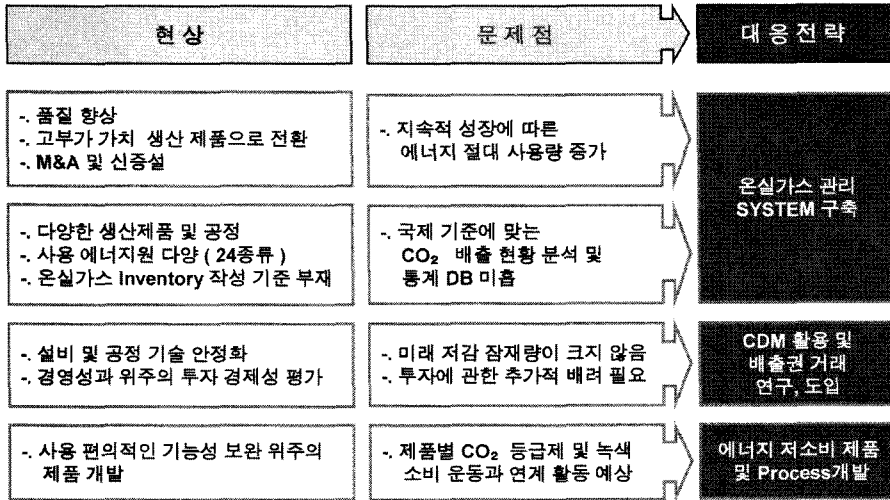 현 상
문 제 점
대 응 전 략
-. 품질 향상
-. 고부가 가치 생산 제품으로 전환
-. M&A 및 신증설
-. 지속적 성장에 따른
에너지 절대 사용량 증가
온실가스 관리
SYSTEM 구축
-. 다양한 생산제품 및 공정
-. 사용 에너지원 다양 ( 24종류 )
-. 온실가스 Inventory 작성 기준 부재
-. 국제 기준에 맞는
CO₂ 배출 현황 분석 및
통계 DB 미흡
-. 설비 및 공정 기술 안정화
-. 경영성과 위주의 투자 경제성 평가
-. 미래 저감 잠재량이 크지 않음
-. 투자에 관한 추가적 배려 필요
CDM 활용 및
배출권 거래
연구, 도입
-. 사용 편의적인 기능성 보완 위주의
제품 개발
-. 제품별 CO₂ 등급제 및 녹색
소비 운동과 연계 활동 예상
에너지 저소비 제품
및 Process개발